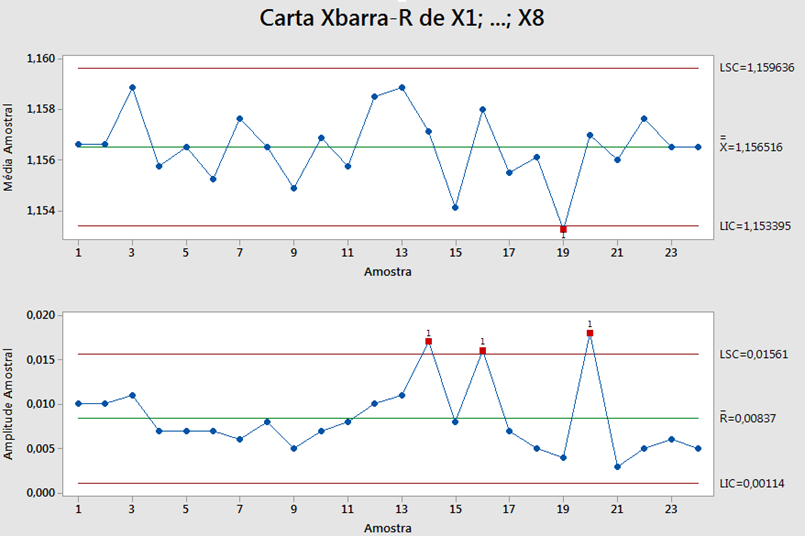 Carta Xbarra-R de X1; ...; X8
1,160
1,158
1,156
1,154
Média Amostral
LSC=1,159636
X̿=1,156516
LIC=1,153395
1
1 3 5 7 9 11 13 15 17 19 21 23
Amostra
0,020
0,015
0,010
0,005
0,000
Amplitude Amostral
1
1
1
LSC=0,01561
R̄=0,00837
LIC=0,00114
1 3 5 7 9 11 13 15 17 19 21 23
Amostra